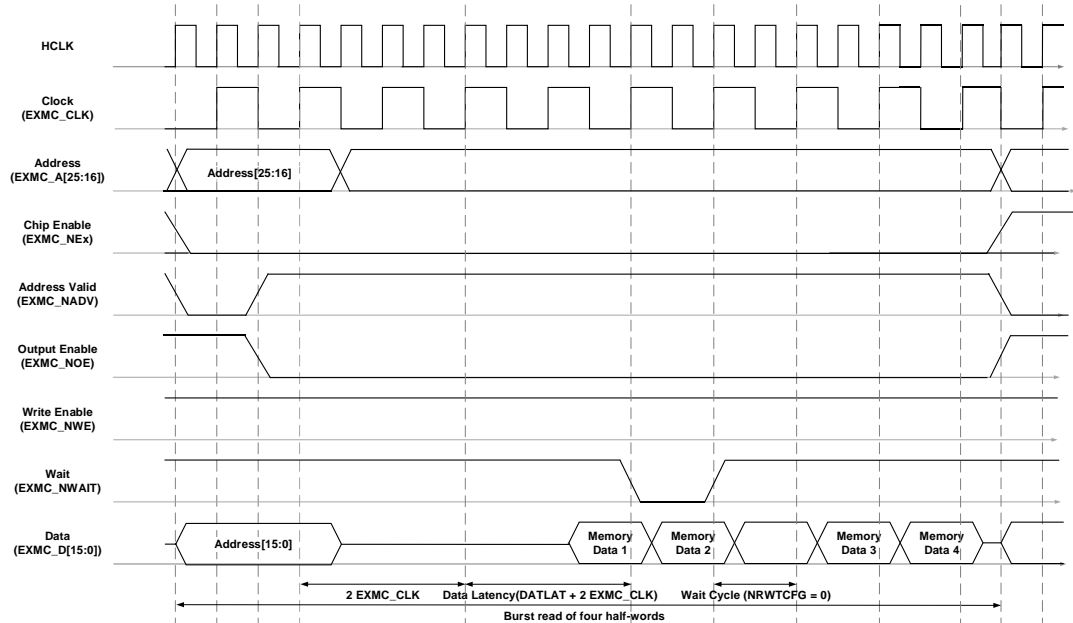 HCLK
Clock
(EXMC_CLK)
Address
(EXMC_A[25:16])
Address[25:16]
Chip Enable
(EXMC_NEx)
Address Valid
(EXMC_NADV)
Output Enable
(EXMC_NOE)
Write Enable
(EXMC_NWE)
Wait
(EXMC_NWAIT)
Data
(EXMC_D[15:0])
Address[15:0]
Memory
Data 1
Memory
Data 2
Memory
Data 3
Memory
Data 4
2 EXMC_CLK
Data Latency(DATLAT + 2 EXMC_CLK)
Wait Cycle (NRWTCFG = 0)
Burst read of four half-words